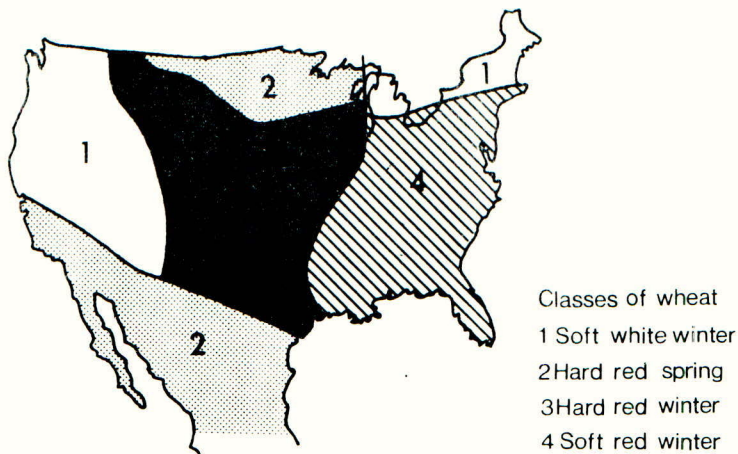 2
1
1
4
2
Classes of wheat
1 Soft white winter
2 Hard red spring
3 Hard red winter
4 Soft red winter